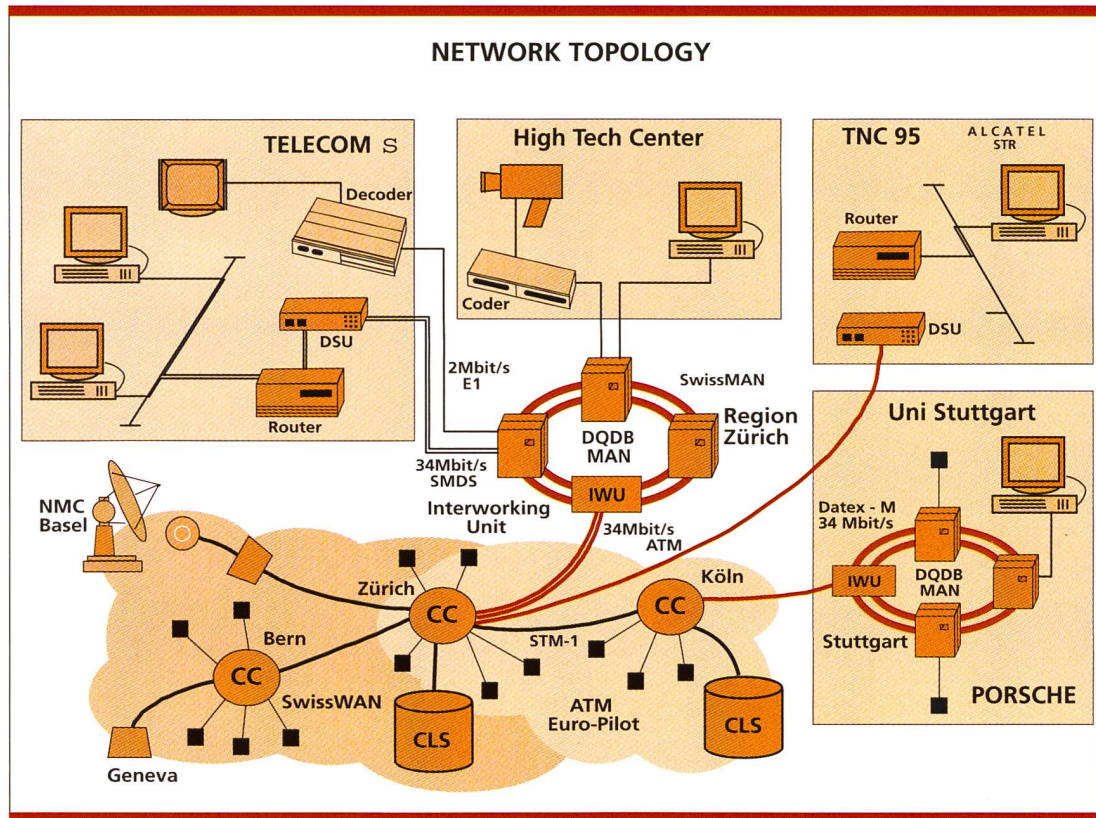 NETWORK TOPOLOGY
TELECOM S
Decoder
DSU
Router
High Tech Center
Coder
TNC 95
ALCATEL
STR
Router
DSU
2Mbit/s
E1
34Mbit/s
SMDS
DQDB
MAN
SwissMAN
Region
Zürich
IWU
Interworking
Unit
34Mbit/s
ATM
Uni Stuttgart
Datex - M
34 Mbit/s
IWU
DQDB
MAN
Stuttgart
PORSCHE
NMC
Basel
Zürich
CC
Köln
CC
STM-1
Bern
CC
SwissWAN
CLS
ATM
Euro-Pilot
CLS
Geneva